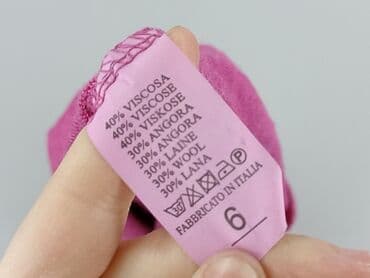 40% VISCOSA
40% VISCOSE
40% VISKOSE
30% ANGORA
30% ANGORA
30% LAINE
30% WOOL
30% LANA
30 P
FABBRICATO IN ITALIA
6